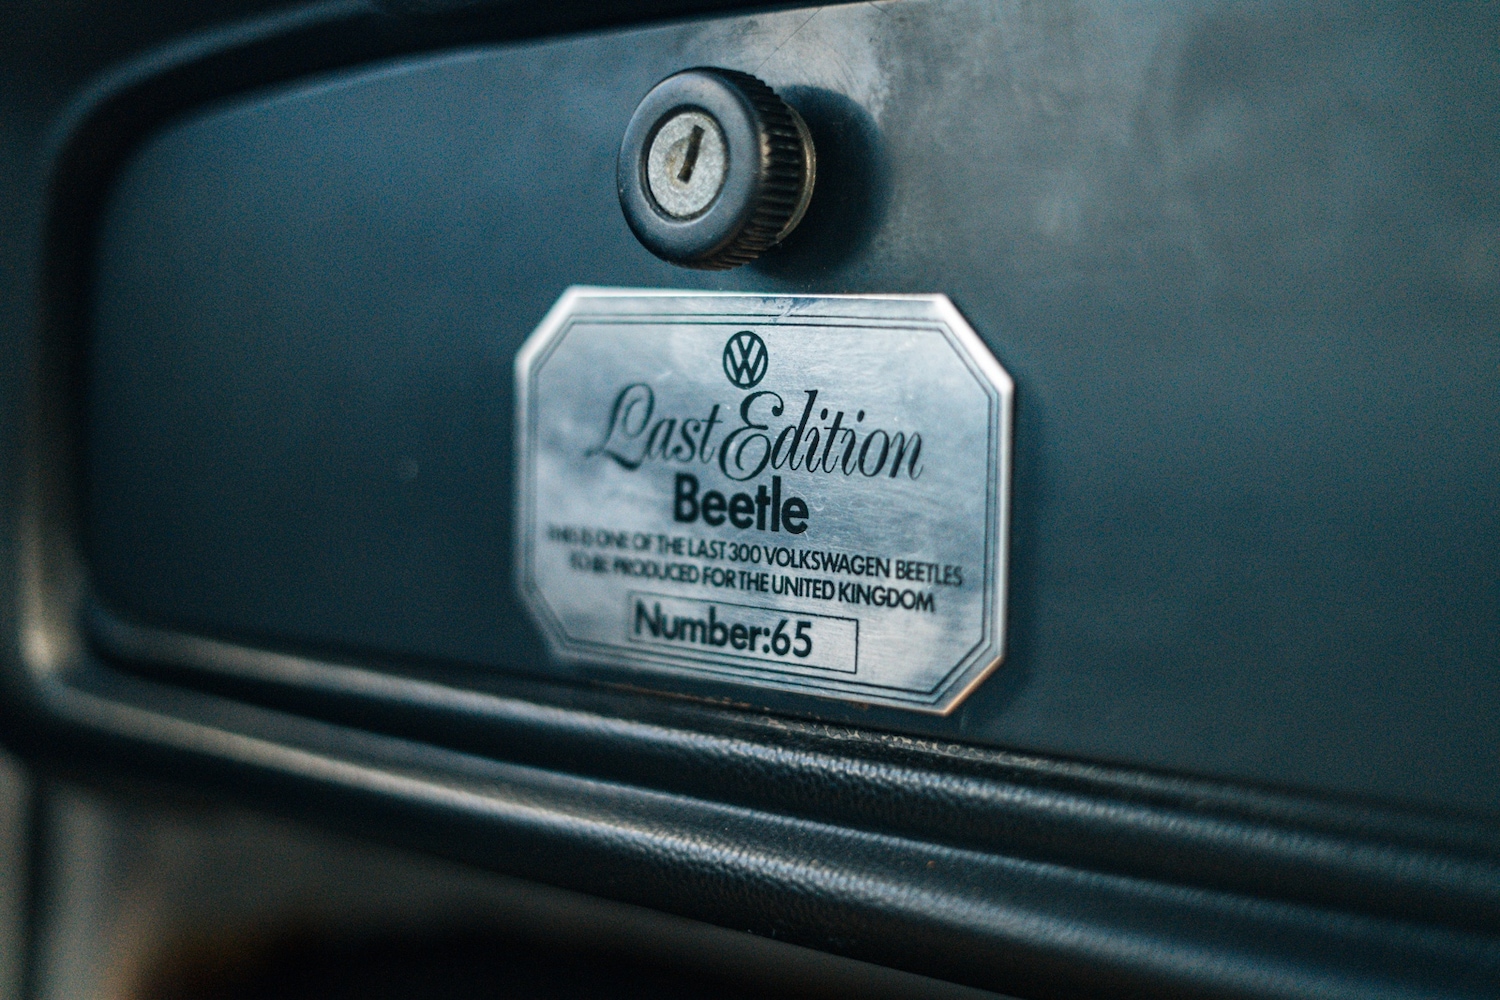 Last Edition
Beetle
THIS IS ONE OF THE LAST 300 VOLKSWAGEN BEETLES
TO BE PRODUCED FOR THE UNITED KINGDOM
Number:65